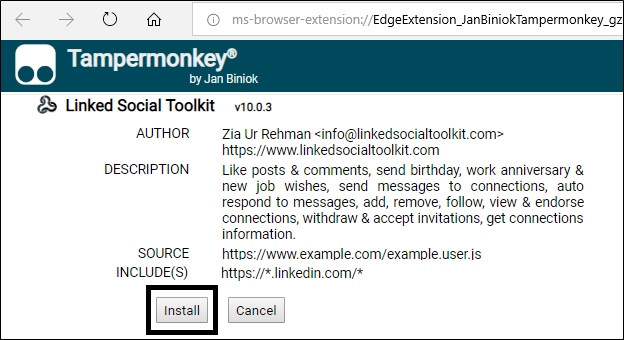 ms-browser-extension://EdgeExtension_JanBiniokTampermonkey_gz
Tampermonkey®
by Jan Biniok
Linked Social Toolkit v10.0.3
AUTHOR Zia Ur Rehman <info@linkedsocialtoolkit.com>
https://www.linkedsocialtoolkit.com
DESCRIPTION Like posts & comments, send birthday, work anniversary &
new job wishes, send messages to connections, auto
respond to messages, add, remove, follow, view & endorse
connections, withdraw & accept invitations, get connections
information.
SOURCE https://www.example.com/example.user.js
INCLUDE(S) https://*.linkedin.com/*
Install Cancel